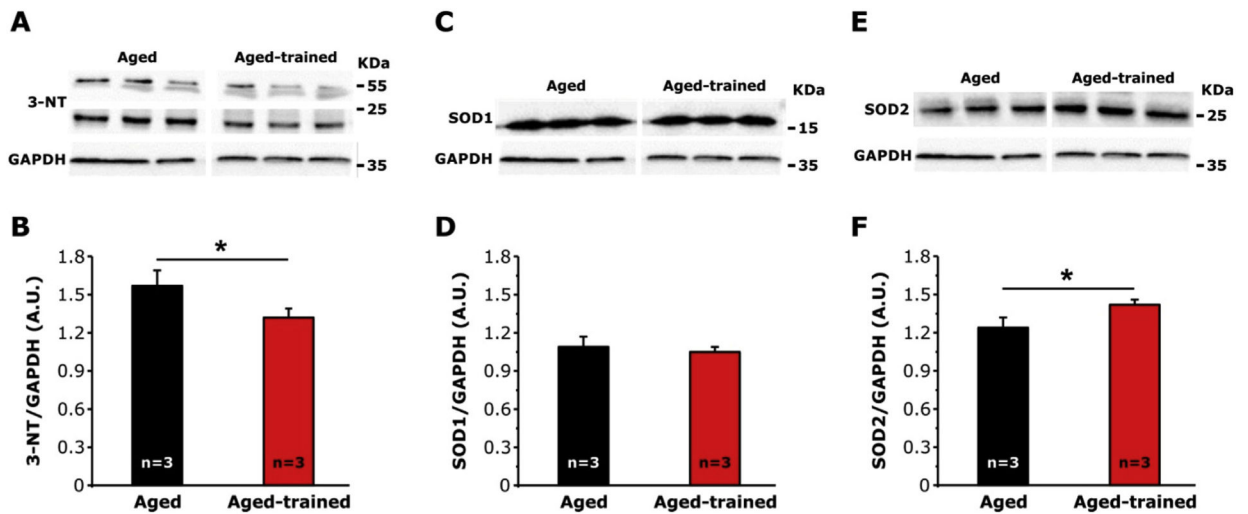 A
Aged
Aged-trained
KDa
3-NT
-55
-25
GAPDH
-35
B
3-NT/GAPDH (A.U.)
1.8
1.5
1.2
0.9
0.6
0.3
0
*
n=3
n=3
Aged
Aged-trained
C
Aged
Aged-trained
KDa
SOD1
-15
GAPDH
-35
D
SOD1/GAPDH (A.U.)
1.8
1.5
1.2
0.9
0.6
0.3
0
n=3
n=3
Aged
Aged-trained
E
Aged
Aged-trained
KDa
SOD2
-25
GAPDH
-35
F
SOD2/GAPDH (A.U.)
1.8
1.5
1.2
0.9
0.6
0.3
0
*
n=3
n=3
Aged
Aged-trained